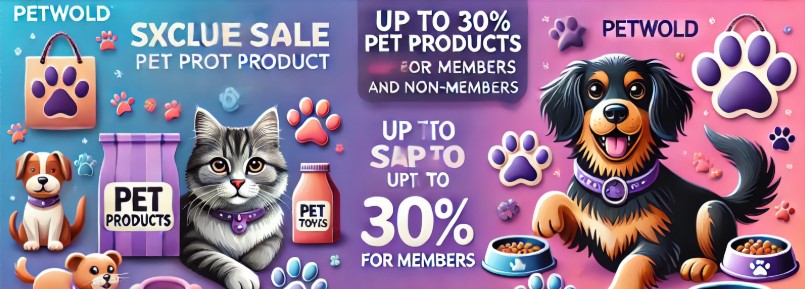 PETWOLD
SXCLUE SALE
PET PROT PRODUCT
PET
PRODUCTS
PET
TOYS
UP TO 30%
PET PRODUCTS
FOR MEMBERS
AND NON-MEMBERS
UP TTO
SAP TO
UPT TO
30%
FOR MEMBERS
PETWOLD